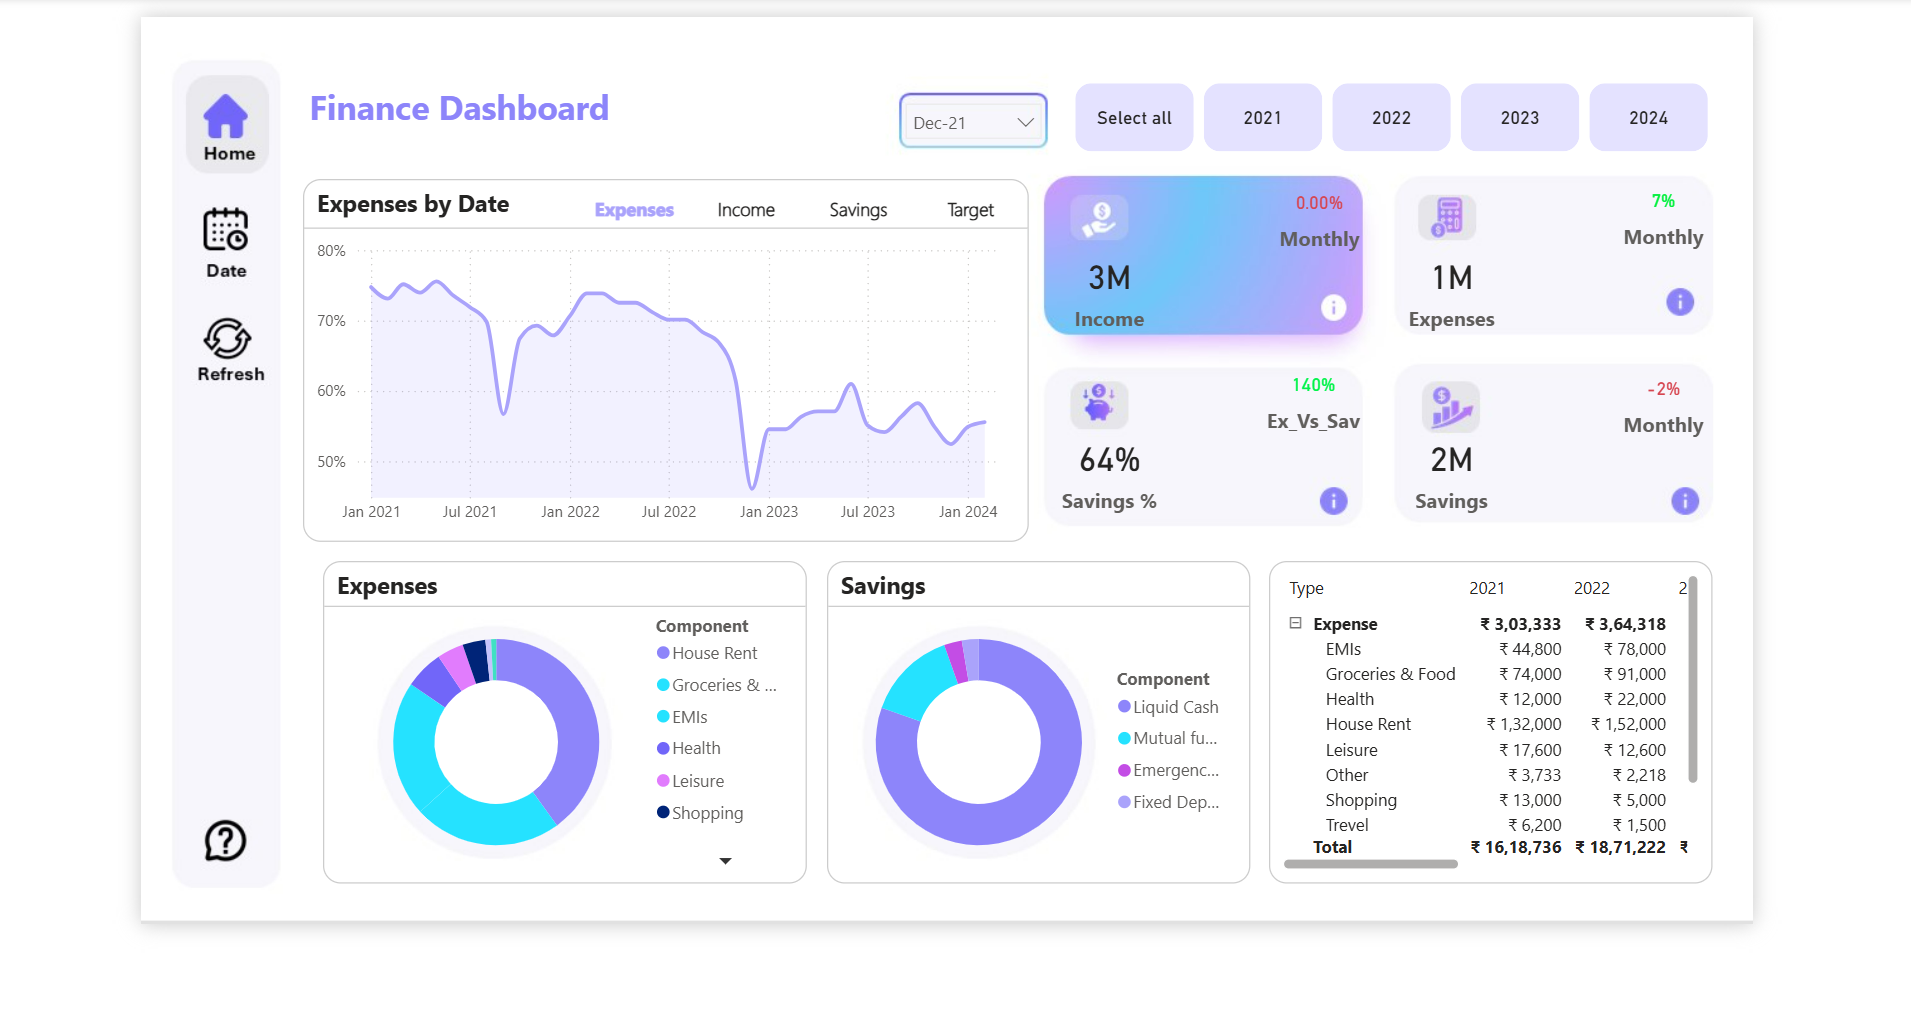 Home
Date
Refresh
Finance Dashboard
Dec-21
Select all
2021
2022
2023
2024
Expenses by Date
Expenses
Income
Savings
Target
80%
70%
60%
50%
Jan 2021
Jul 2021
Jan 2022
Jul 2022
Jan 2023
Jul 2023
Jan 2024
0.00%
Monthly
3M
Income
7%
Monthly
1M
Expenses
140%
Ex_Vs_Sav
64%
Savings %
-2%
Monthly
2M
Savings
Expenses
Component
House Rent
Groceries & ...
EMIs
Health
Leisure
Shopping
Savings
Component
Liquid Cash
Mutual fu...
Emergenc...
Fixed Dep...
Type 2021 2022 2
Expense ₹ 3,03,333 ₹ 3,64,318
EMIs ₹ 44,800 ₹ 78,000
Groceries & Food ₹ 74,000 ₹ 91,000
Health ₹ 12,000 ₹ 22,000
House Rent ₹ 1,32,000 ₹ 1,52,000
Leisure ₹ 17,600 ₹ 12,600
Other ₹ 3,733 ₹ 2,218
Shopping ₹ 13,000 ₹ 5,000
Trevel ₹ 6,200 ₹ 1,500
Total ₹ 16,18,736 ₹ 18,71,222 ₹